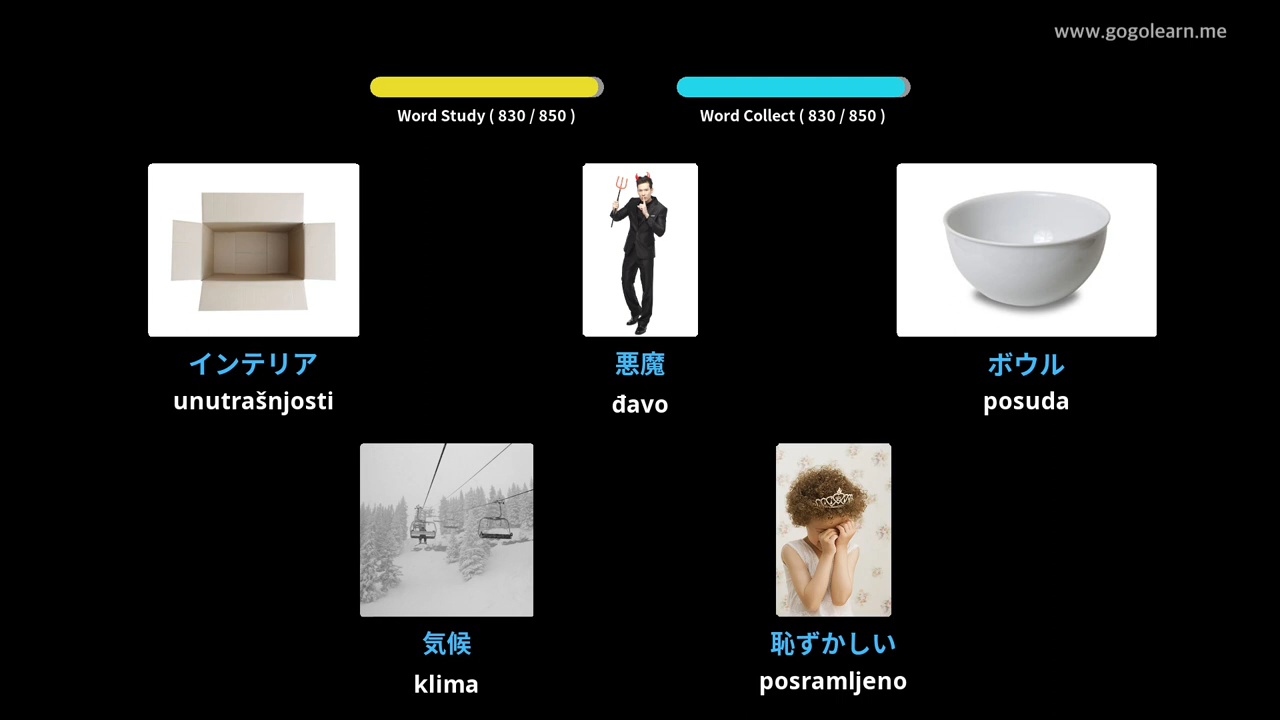 www.gogolearn.me
Word Study ( 830 / 850 )
Word Collect ( 830 / 850 )
インテリア
unutrašnjosti
悪魔
đavo
ボウル
posuda
気候
klima
恥ずかしい
posramljeno